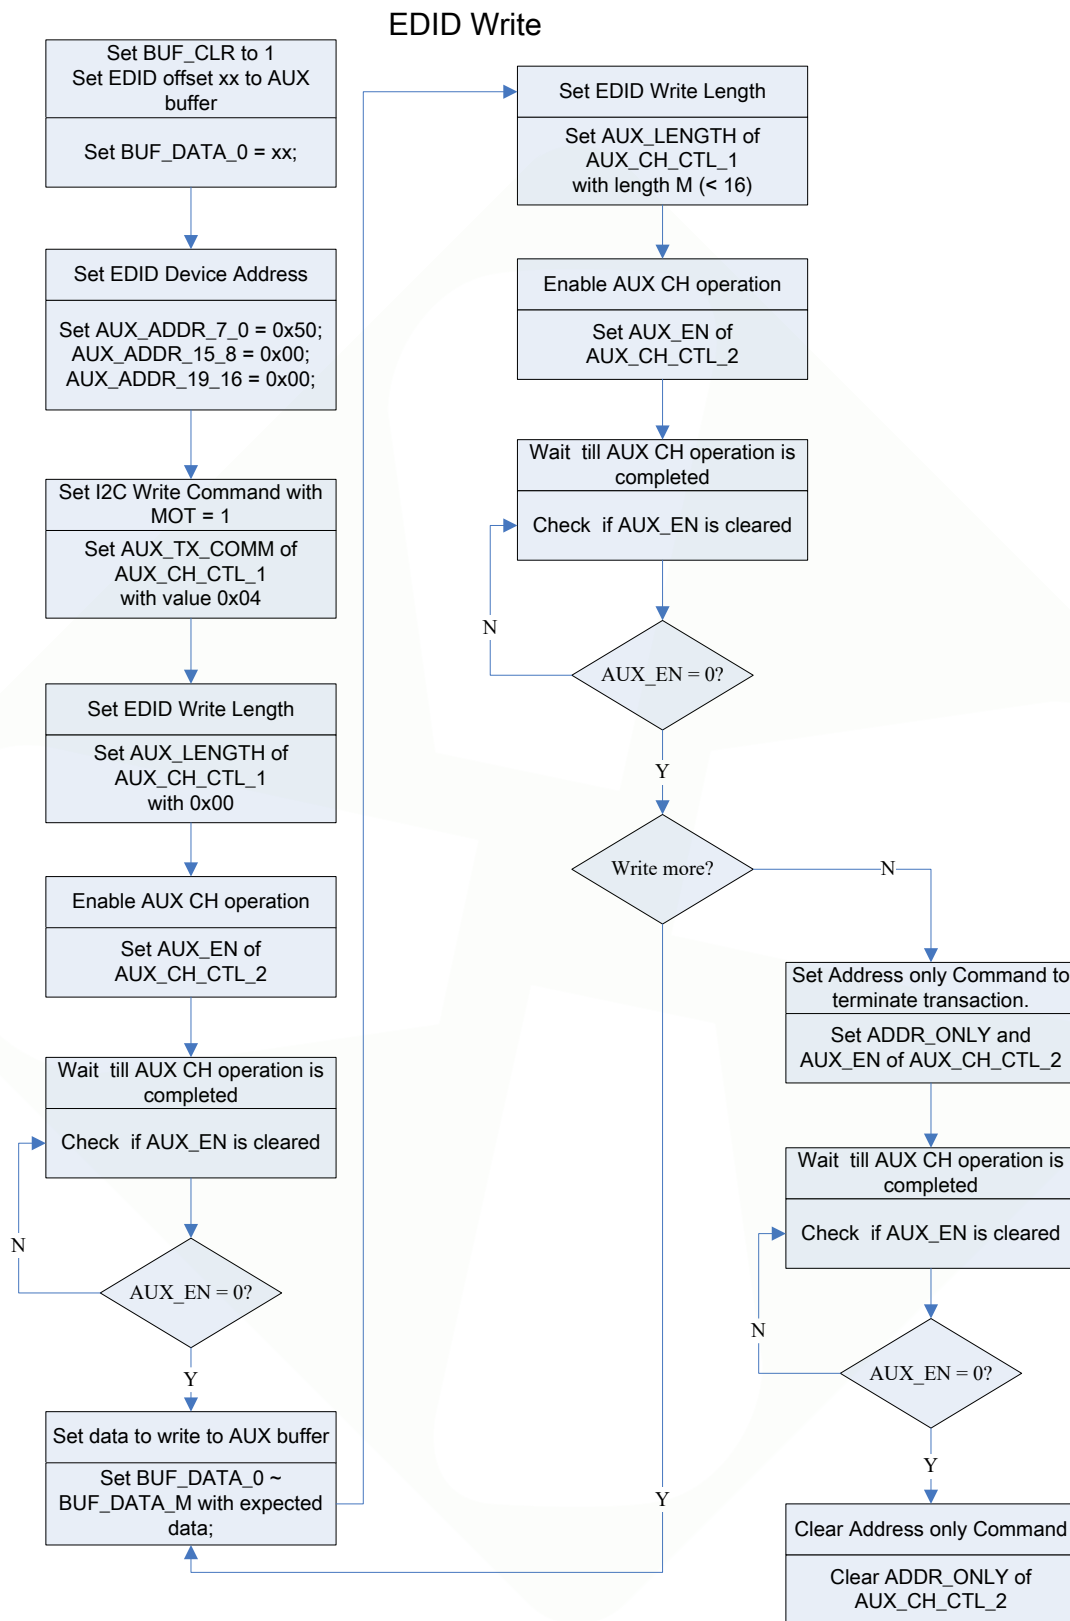 EDID Write
Set BUF_CLR to 1
Set EDID offset xx to AUX
buffer
Set BUF_DATA_0 = xx;
Set EDID Device Address
Set AUX_ADDR_7_0 = 0x50;
AUX_ADDR_15_8 = 0x00;
AUX_ADDR_19_16 = 0x00;
Set I2C Write Command with
MOT = 1
Set AUX_TX_COMM of
AUX_CH_CTL_1
with value 0x04
Set EDID Write Length
Set AUX_LENGTH of
AUX_CH_CTL_1
with 0x00
Enable AUX CH operation
Set AUX_EN of
AUX_CH_CTL_2
Wait  till AUX CH operation is
completed
Check  if AUX_EN is cleared
N
AUX_EN = 0?
Y
Set data to write to AUX buffer
Set BUF_DATA_0 ~
BUF_DATA_M with expected
data;
Set EDID Write Length
Set AUX_LENGTH of
AUX_CH_CTL_1
with length M (< 16)
Enable AUX CH operation
Set AUX_EN of
AUX_CH_CTL_2
Wait  till AUX CH operation is
completed
Check  if AUX_EN is cleared
N
AUX_EN = 0?
Y
Write more?
N
Y
Set Address only Command to
terminate transaction.
Set ADDR_ONLY and
AUX_EN of AUX_CH_CTL_2
Wait  till AUX CH operation is
completed
Check  if AUX_EN is cleared
N
AUX_EN = 0?
Y
Clear Address only Command
Clear ADDR_ONLY of
AUX_CH_CTL_2